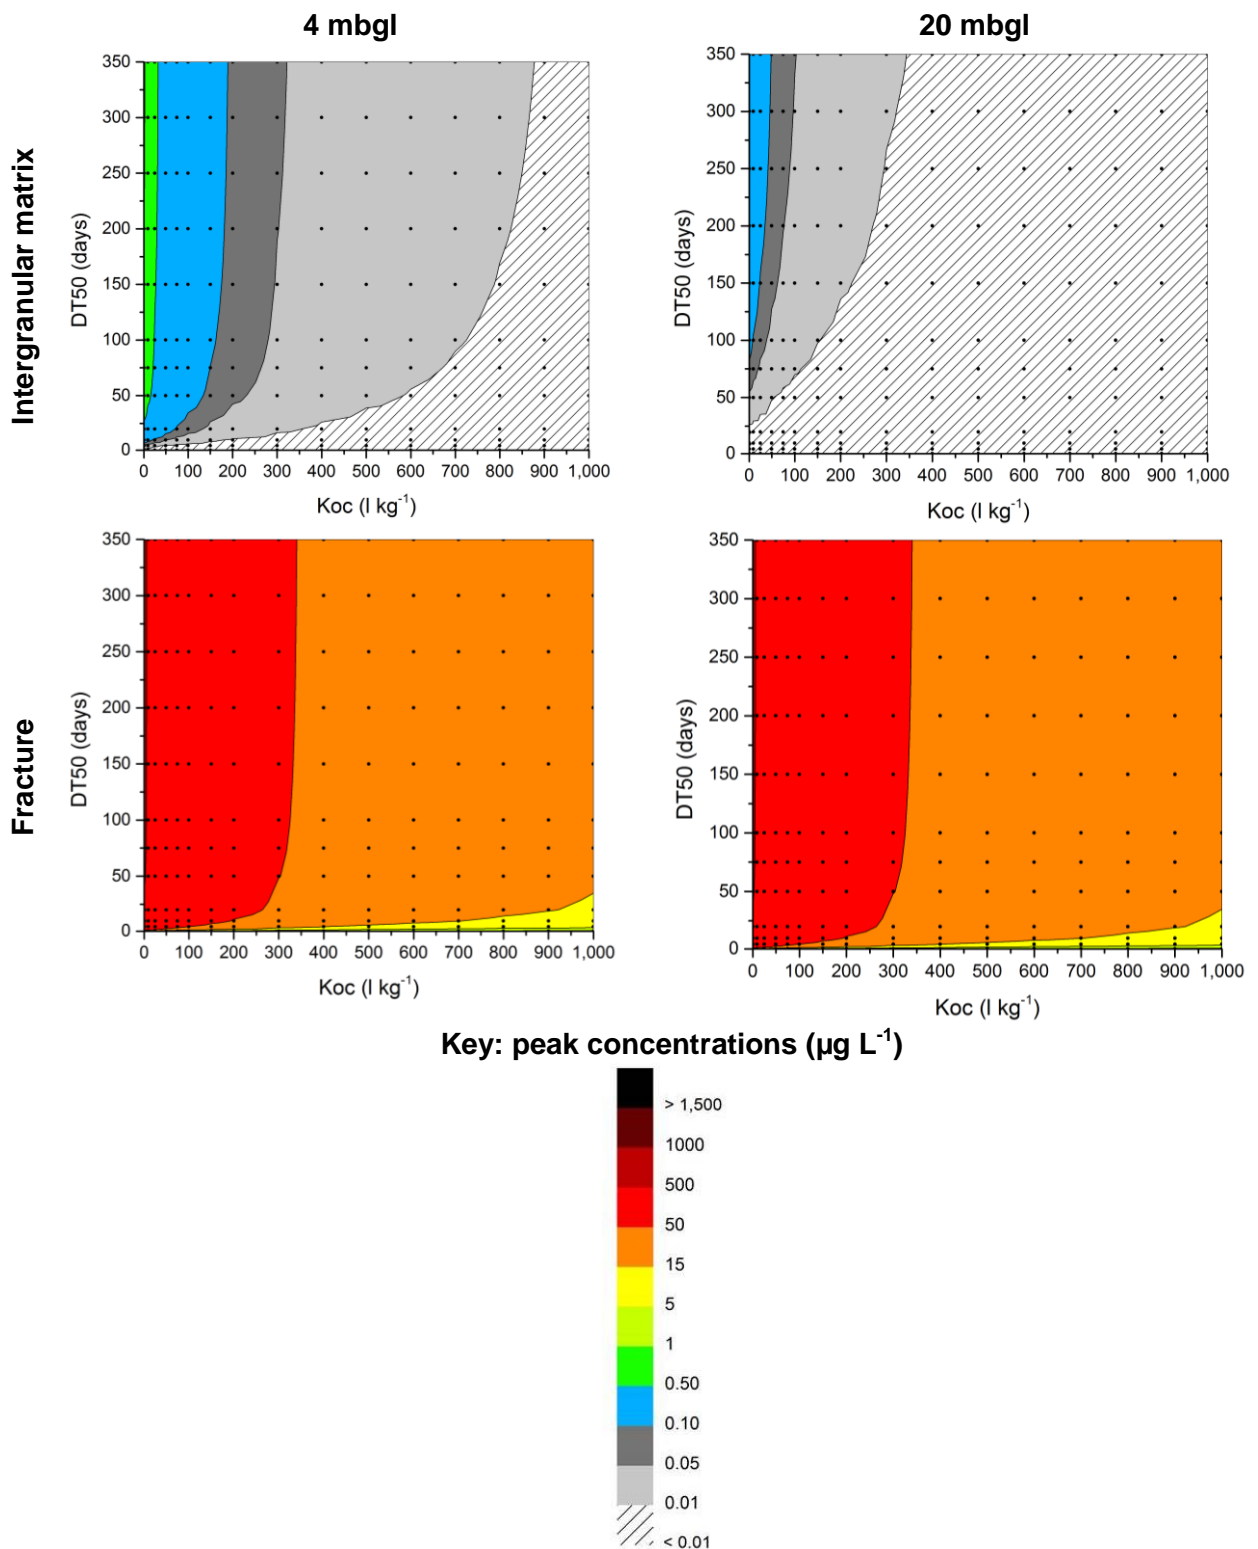 4 mbgl
20 mbgl
Intergranular matrix
DT50 (days)
350
300
250
200
150
100
50
0
0 100 200 300 400 500 600 700 800 900 1,000
Koc (l kg⁻¹)
DT50 (days)
350
300
250
200
150
100
50
0
0 100 200 300 400 500 600 700 800 900 1,000
Koc (l kg⁻¹)
Fracture
DT50 (days)
350
300
250
200
150
100
50
0
0 100 200 300 400 500 600 700 800 900 1,000
Koc (l kg⁻¹)
DT50 (days)
350
300
250
200
150
100
50
0
0 100 200 300 400 500 600 700 800 900 1,000
Koc (l kg⁻¹)
Key: peak concentrations (µg L⁻¹)
> 1,500
1000
500
50
15
5
1
0.50
0.10
0.05
0.01
< 0.01